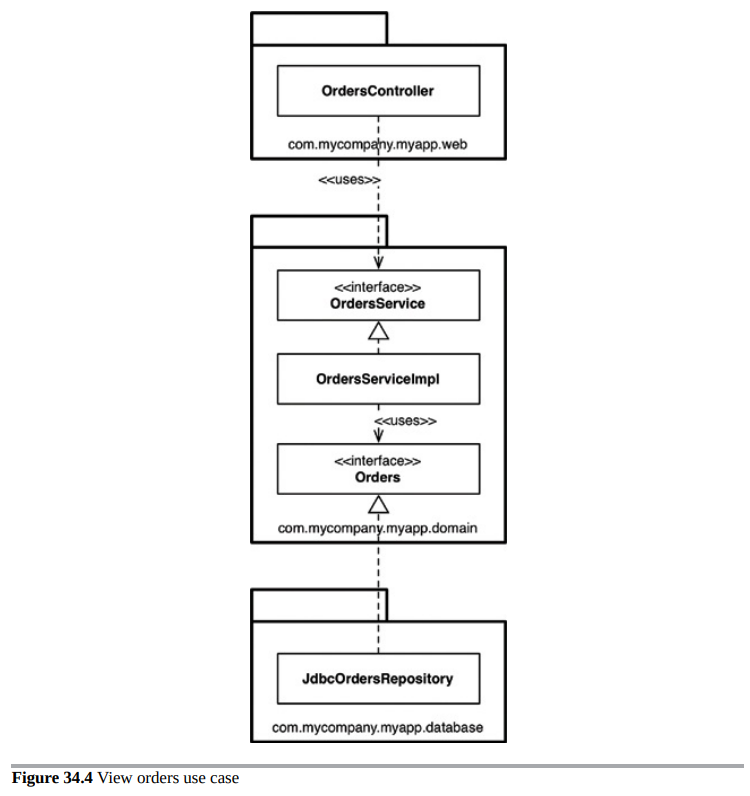 OrdersController
com.mycompany.myapp.web
<<uses>>
<<interface>>
OrdersService
OrdersServiceImpl
<<uses>>
<<interface>>
Orders
com.mycompany.myapp.domain
JdbcOrdersRepository
com.mycompany.myapp.database
Figure 34.4 View orders use case